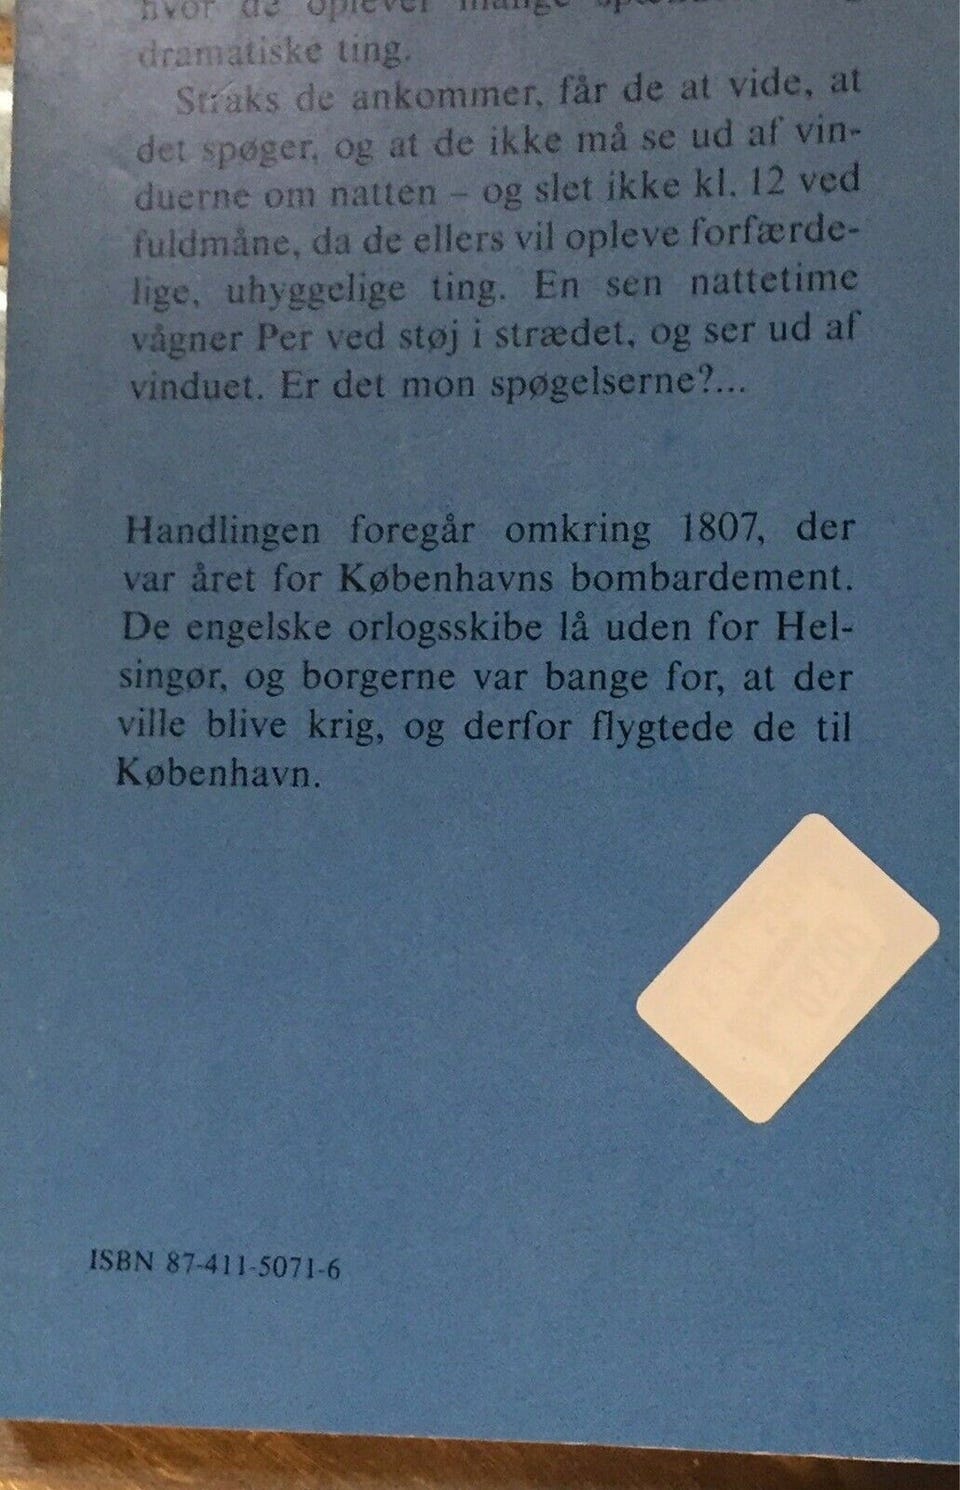 hvor de oplever mange
dramatiske ting.
Straks de ankommer, får de at vide, at
det spøger, og at de ikke må se ud af vin-
duerne om natten – og slet ikke kl. 12 ved
fuldmåne, da de ellers vil opleve forfærde-
lige, uhyggelige ting. En sen nattetime
vågner Per ved støj i strædet, og ser ud af
vinduet. Er det mon spøgelserne?...
Handlingen foregår omkring 1807, der
var året for Københavns bombardement.
De engelske orlogsskibe lå uden for Hel-
singør, og borgerne var bange for, at der
ville blive krig, og derfor flygtede de til
København.
ISBN 87-411-5071-6